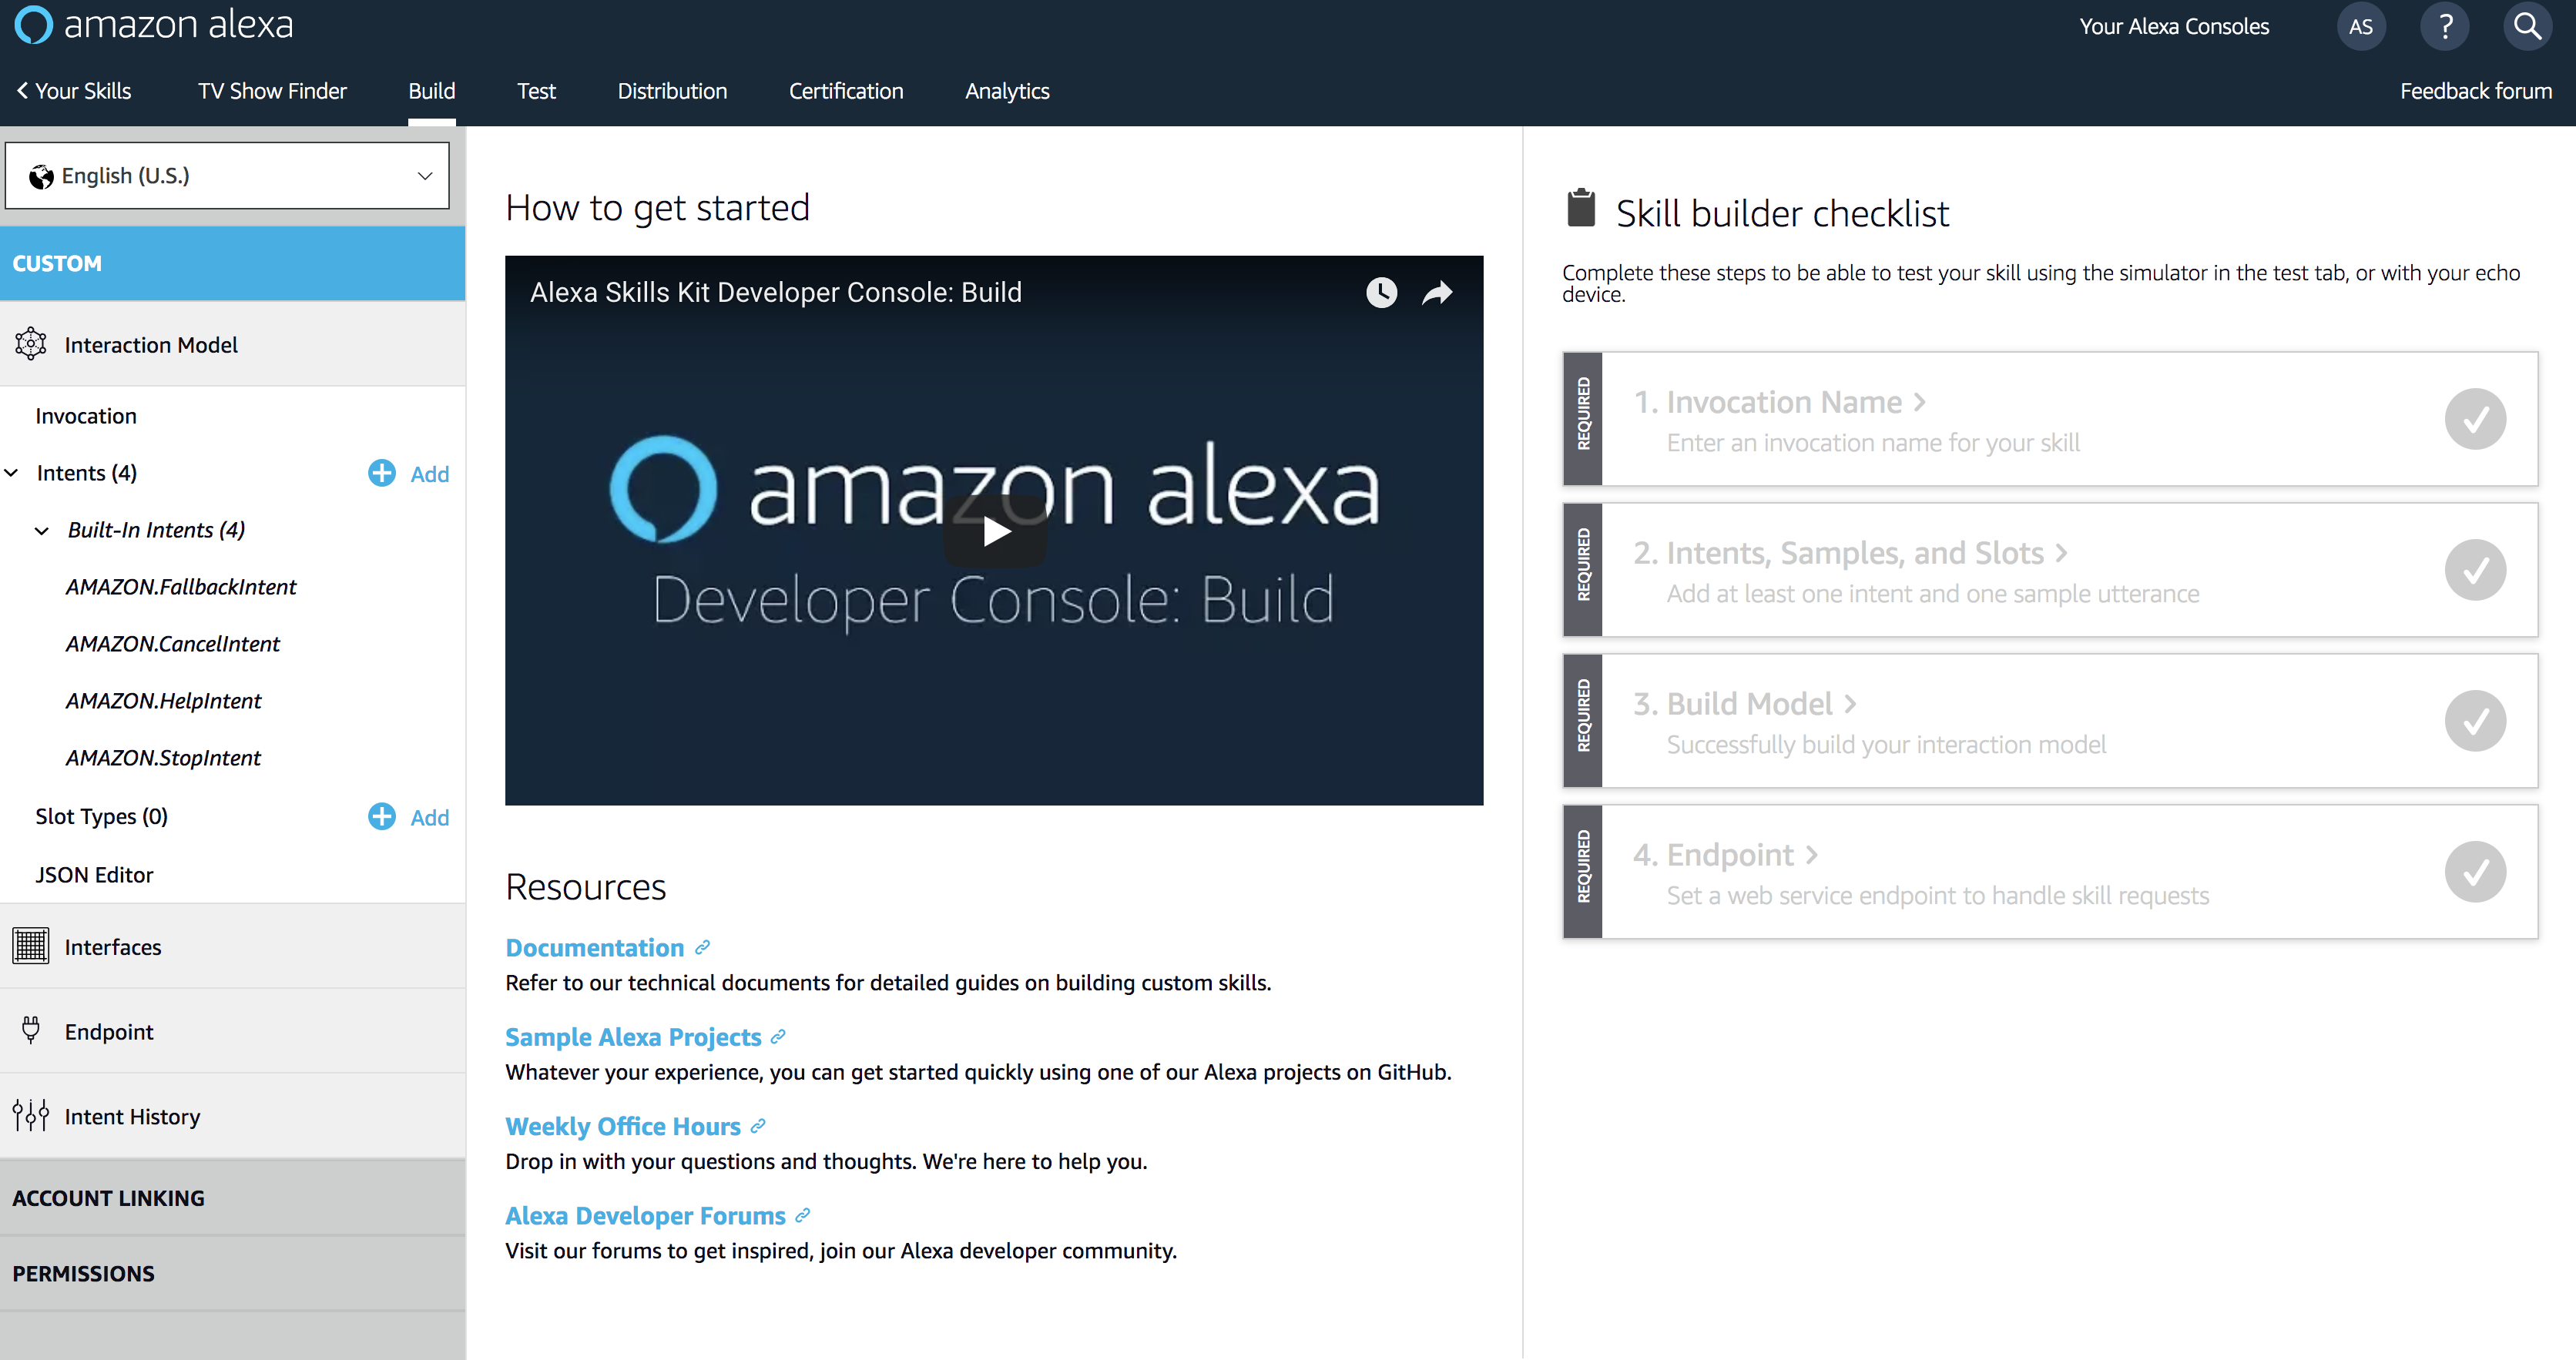 amazon alexa
Your Alexa Consoles
AS
?
Your Skills
TV Show Finder
Build
Test
Distribution
Certification
Analytics
Feedback forum
English (U.S.)
CUSTOM
Interaction Model
Invocation
Intents (4)
Add
Built-In Intents (4)
AMAZON.FallbackIntent
AMAZON.CancelIntent
AMAZON.HelpIntent
AMAZON.StopIntent
Slot Types (0)
Add
JSON Editor
Interfaces
Endpoint
Intent History
ACCOUNT LINKING
PERMISSIONS
How to get started
Alexa Skills Kit Developer Console: Build
amazon alexa
Developer Console: Build
Resources
Documentation
Refer to our technical documents for detailed guides on building custom skills.
Sample Alexa Projects
Whatever your experience, you can get started quickly using one of our Alexa projects on GitHub.
Weekly Office Hours
Drop in with your questions and thoughts. We're here to help you.
Alexa Developer Forums
Visit our forums to get inspired, join our Alexa developer community.
Skill builder checklist
Complete these steps to be able to test your skill using the simulator in the test tab, or with your echo
device.
REQUIRED
1. Invocation Name
Enter an invocation name for your skill
REQUIRED
2. Intents, Samples, and Slots
Add at least one intent and one sample utterance
REQUIRED
3. Build Model
Successfully build your interaction model
REQUIRED
4. Endpoint
Set a web service endpoint to handle skill requests